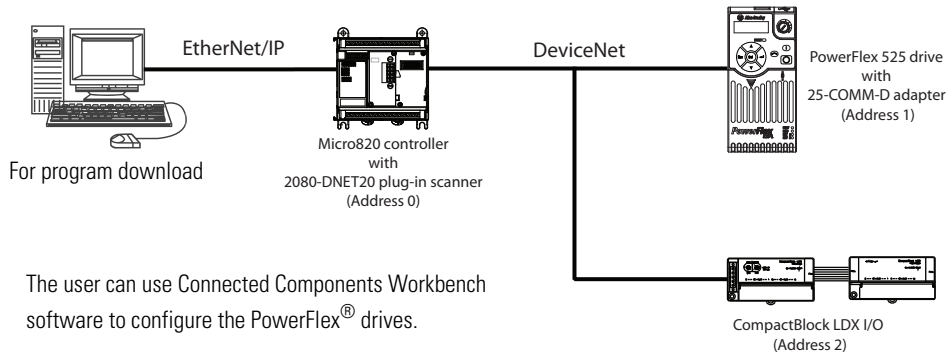 EtherNet/IP
DeviceNet
PowerFlex 525 drive
with
25-COMM-D adapter
(Address 1)
For program download
Micro820 controller
with
2080-DNET20 plug-in scanner
(Address 0)
The user can use Connected Components Workbench
software to configure the PowerFlex® drives.
CompactBlock LDX I/O
(Address 2)